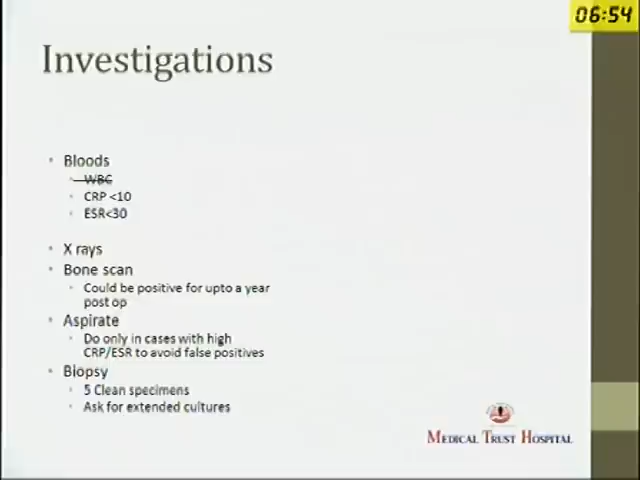 06:54
Investigations
• Bloods
• WBC
• CRP <10
• ESR<30
• X rays
• Bone scan
• Could be positive for upto a year
post op
• Aspirate
• Do only in cases with high
CRP/ESR to avoid false positives
• Biopsy
• 5 Clean specimens
• Ask for extended cultures
MEDICAL TRUST HOSPITAL